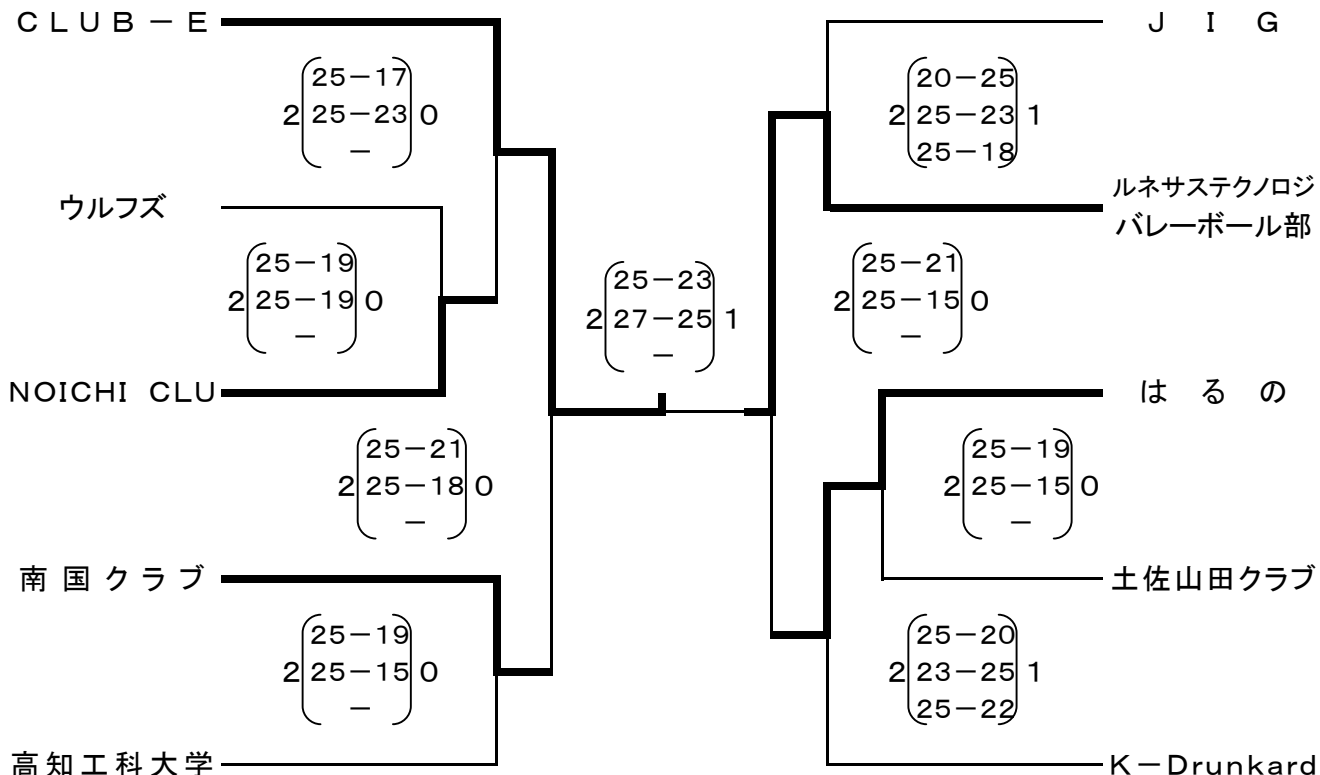 CLUB－E
25－17
2 25－23 0
－
ウルフズ
25－19
2 25－19 0
－
NOICHI CLU
25－21
2 25－18 0
－
南国クラブ
25－19
2 25－15 0
－
高知工科大学
25－23
2 27－25 1
－
J I G
20－25
2 25－23 1
25－18
ルネサステクノロジ
バレーボール部
25－21
2 25－15 0
－
はるの
25－19
2 25－15 0
－
土佐山田クラブ
25－20
2 23－25 1
25－22
K－Drunkard